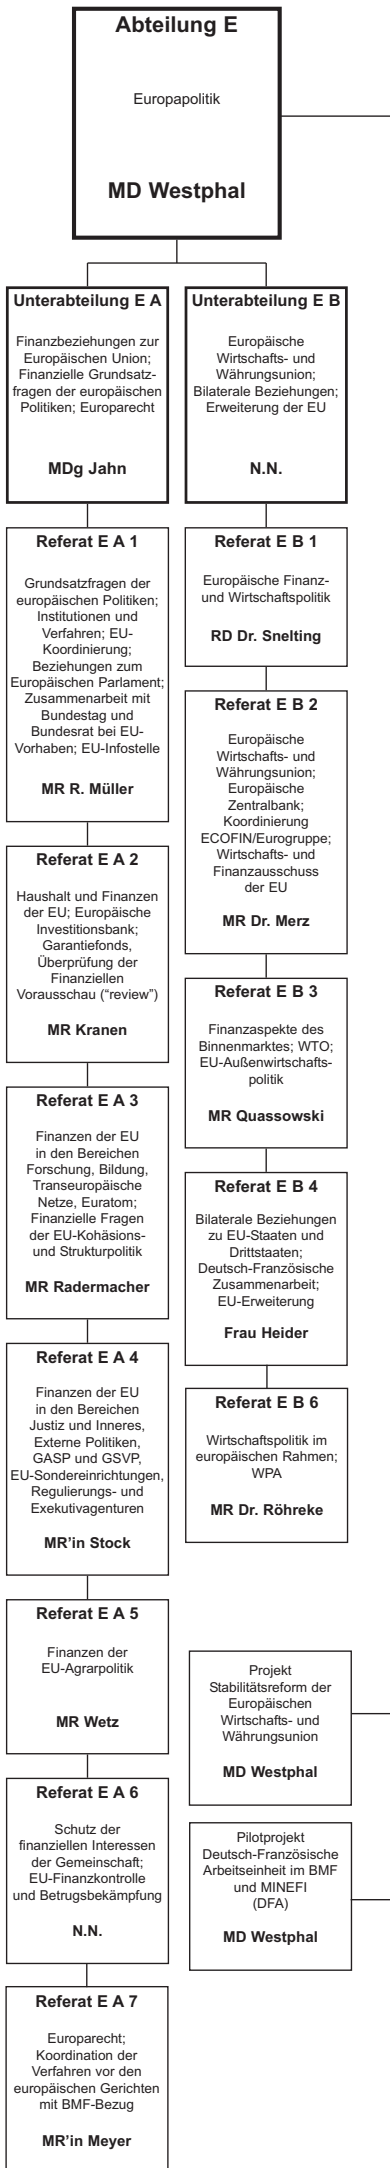 Abteilung E
Europapolitik
MD Westphal
Unterabteilung E A
Finanzbeziehungen zur
Europäischen Union;
Finanzielle Grundsatz-
fragen der europäischen
Politiken; Europarecht
MDg Jahn
Referat E A 1
Grundsatzfragen der
europäischen Politiken;
Institutionen und
Verfahren; EU-
Koordinierung;
Beziehungen zum
Europäischen Parlament;
Zusammenarbeit mit
Bundestag und
Bundesrat bei EU-
Vorhaben; EU-Infostelle
MR R. Müller
Referat E A 2
Haushalt und Finanzen
der EU; Europäische
Investitionsbank;
Garantiefonds,
Überprüfung der
Finanziellen
Vorausschau (“review”)
MR Kranen
Referat E A 3
Finanzen der EU
in den Bereichen
Forschung, Bildung,
Transeuropäische
Netze, Euratom;
Finanzielle Fragen
der EU-Kohäsions-
und Strukturpolitik
MR Radermacher
Referat E A 4
Finanzen der EU
in den Bereichen
Justiz und Inneres,
Externe Politiken,
GASP und GSVP,
EU-Sondereinrichtungen,
Regulierungs- und
Exekutivagenturen
MR’in Stock
Referat E A 5
Finanzen der
EU-Agrarpolitik
MR Wetz
Referat E A 6
Schutz der
finanziellen Interessen
der Gemeinschaft;
EU-Finanzkontrolle
und Betrugsbekämpfung
N.N.
Referat E A 7
Europarecht;
Koordination der
Verfahren vor den
europäischen Gerichten
mit BMF-Bezug
MR’in Meyer
Unterabteilung E B
Europäische
Wirtschafts- und
Währungsunion;
Bilaterale Beziehungen;
Erweiterung der EU
N.N.
Referat E B 1
Europäische Finanz-
und Wirtschaftspolitik
RD Dr. Snelting
Referat E B 2
Europäische
Wirtschafts- und
Währungsunion;
Europäische
Zentralbank;
Koordinierung
ECOFIN/Eurogruppe;
Wirtschafts- und
Finanzausschuss
der EU
MR Dr. Merz
Referat E B 3
Finanzaspekte des
Binnenmarktes; WTO;
EU-Außenwirtschafts-
politik
MR Quassowski
Referat E B 4
Bilaterale Beziehungen
zu EU-Staaten und
Drittstaaten;
Deutsch-Französische
Zusammenarbeit;
EU-Erweiterung
Frau Heider
Referat E B 6
Wirtschaftspolitik im
europäischen Rahmen;
WPA
MR Dr. Röhreke
Projekt
Stabilitätsreform der
Europäischen
Wirtschafts- und
Währungsunion
MD Westphal
Pilotprojekt
Deutsch-Französische
Arbeitseinheit im BMF
und MINEFI
(DFA)
MD Westphal